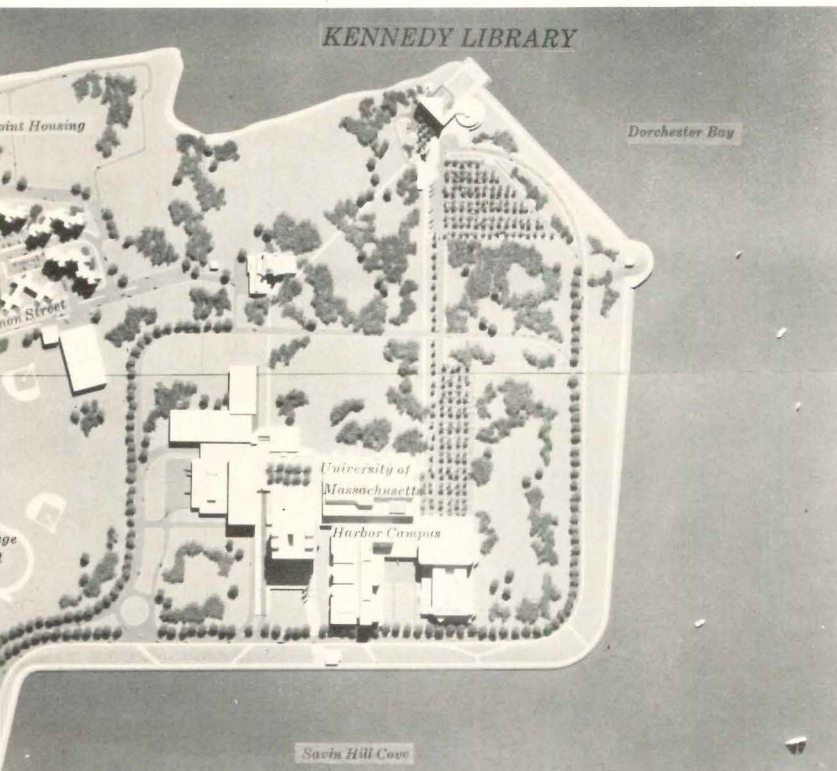 KENNEDY LIBRARY
oint Housing
Dorchester Bay
non Street
University of
Massachusetts
Harbor Campus
ge
Savin Hill Cove